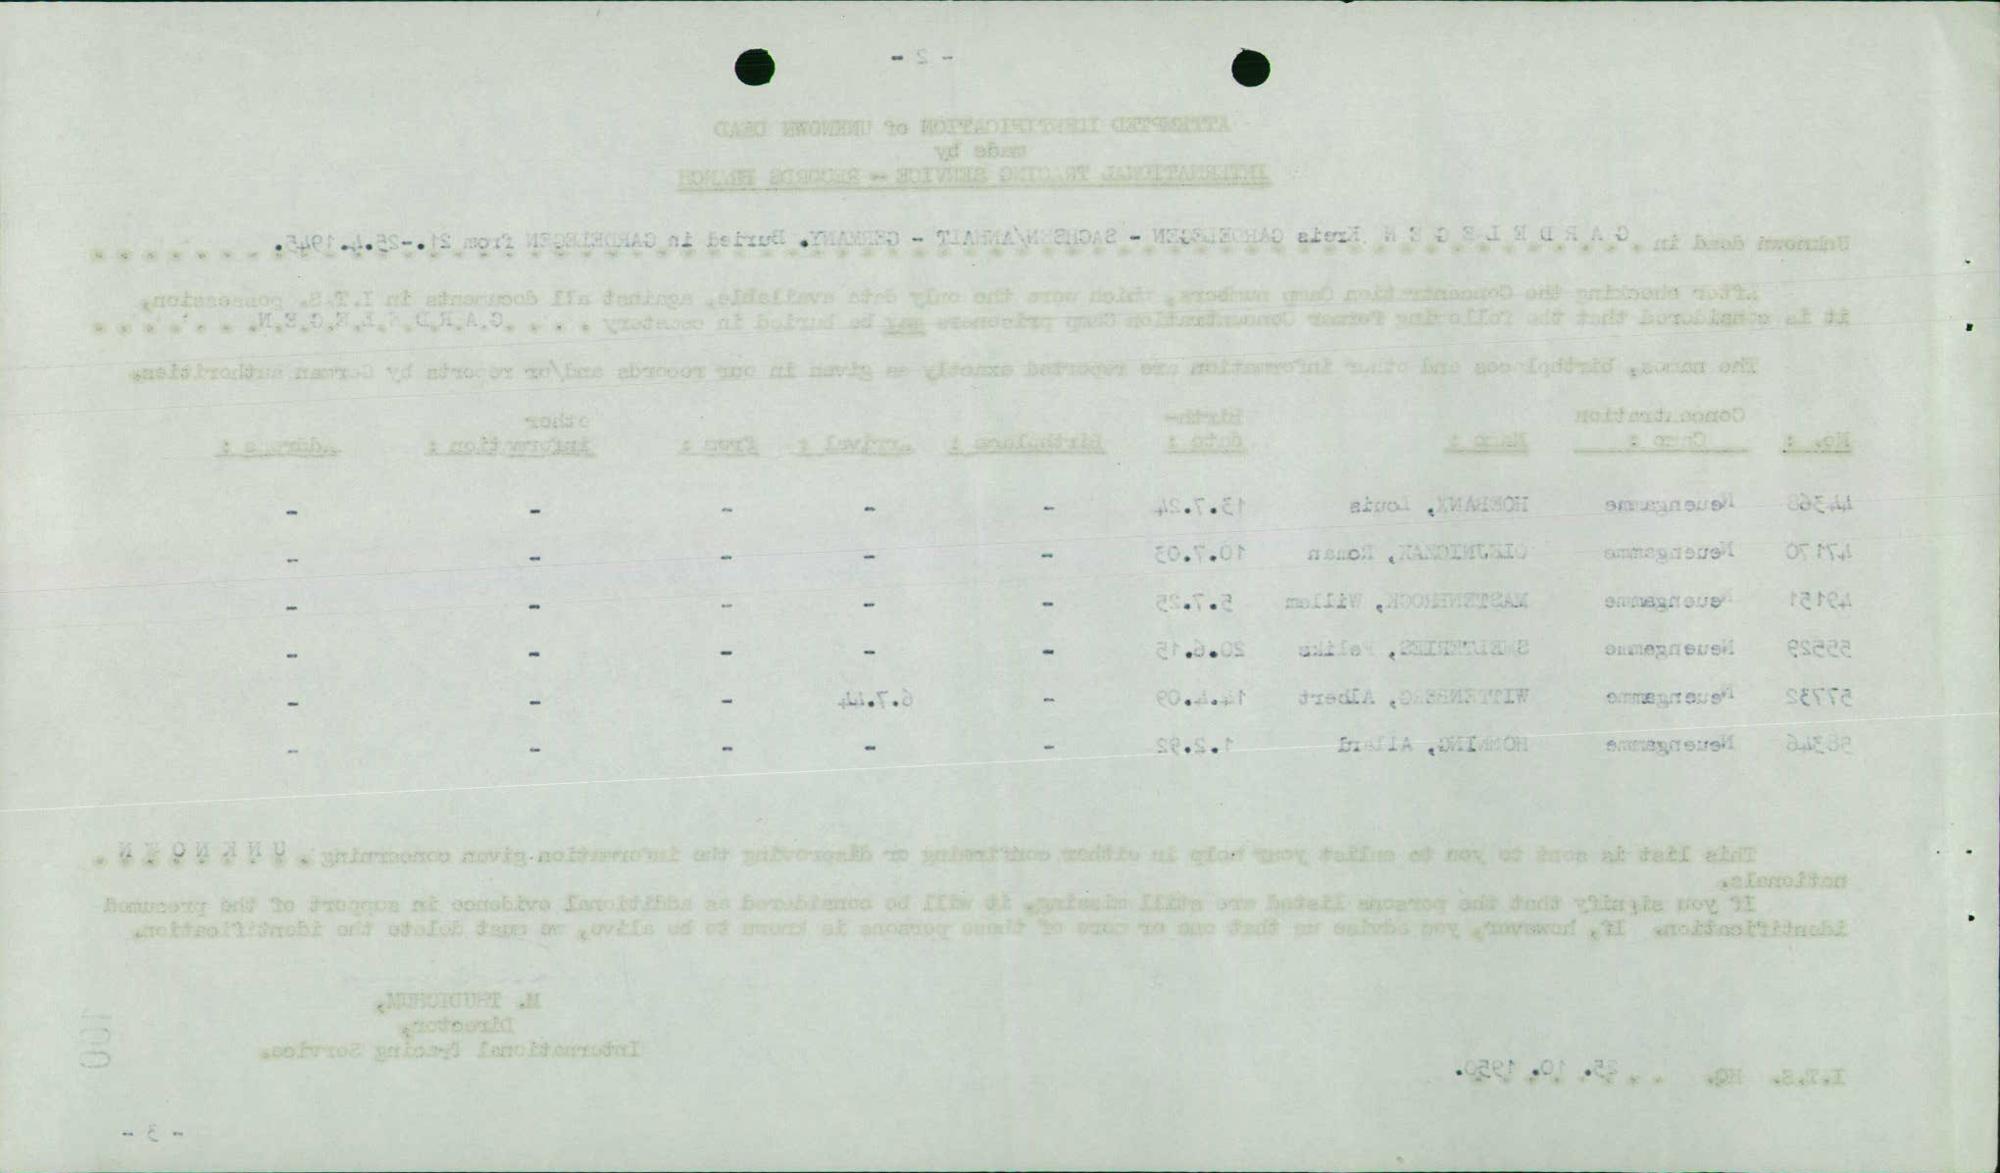 - 2 -
ATTEMPTED IDENTIFICATION of UNKNOWN DEAD
made by
INTERNATIONAL TRACING SERVICE - RECORDS BRANCH
Unknown dead in . G.A.R.D.E.L.E.G.E.N. Kreis GARDELEGEN - SACHSEN/ANHALT - GERMANY. Buried in GARDELEGEN from 21.-25.4.1945.
After checking the Concentration Camp numbers, which were the only data available, against all documents in I.T.S. possession,
it is considered that the following former Concentration Camp prisoners may be buried in cemetery . . . G.A.R.D.E.L.E.G.E.N. . . . . .
The names, birthplaces and other information are reported exactly as given in our records and/or reports by German authorities.
No. : Concentration Camp : Name : Birth- date : Birthplace : arrival : from : other information : Address :
44368 Neuengamme HOEBANX, Louis 13.7.24 - - - - -
47170 Neuengamme OLEJNICZAK, Roman 10.7.03 - - - - -
49151 Neuengamme MASTENBROCK, Willem 5.7.25 - - - - -
55529 Neuengamme Feliks 20.6.15 - - - - -
57732 Neuengamme WITTENBERG, Albert 14.4.09 - 6.7.44 - - -
58346 Neuengamme HOMMING, Allard 1.2.92 - - - - -
This list is sent to you to enlist your help in either confirming or disproving the information given concerning . U N K N O W N .
nationals.
If you signify that the persons listed are still missing, it will be considered as additional evidence in support of the presumed
identification. If, however, you advise us that one or more of these persons is known to be alive, we must delete the identification.
M. THUDICHUM,
Director,
International Tracing Service.
I.T.S. HQ. . . 25. 10. 1950.
100
- 3 -